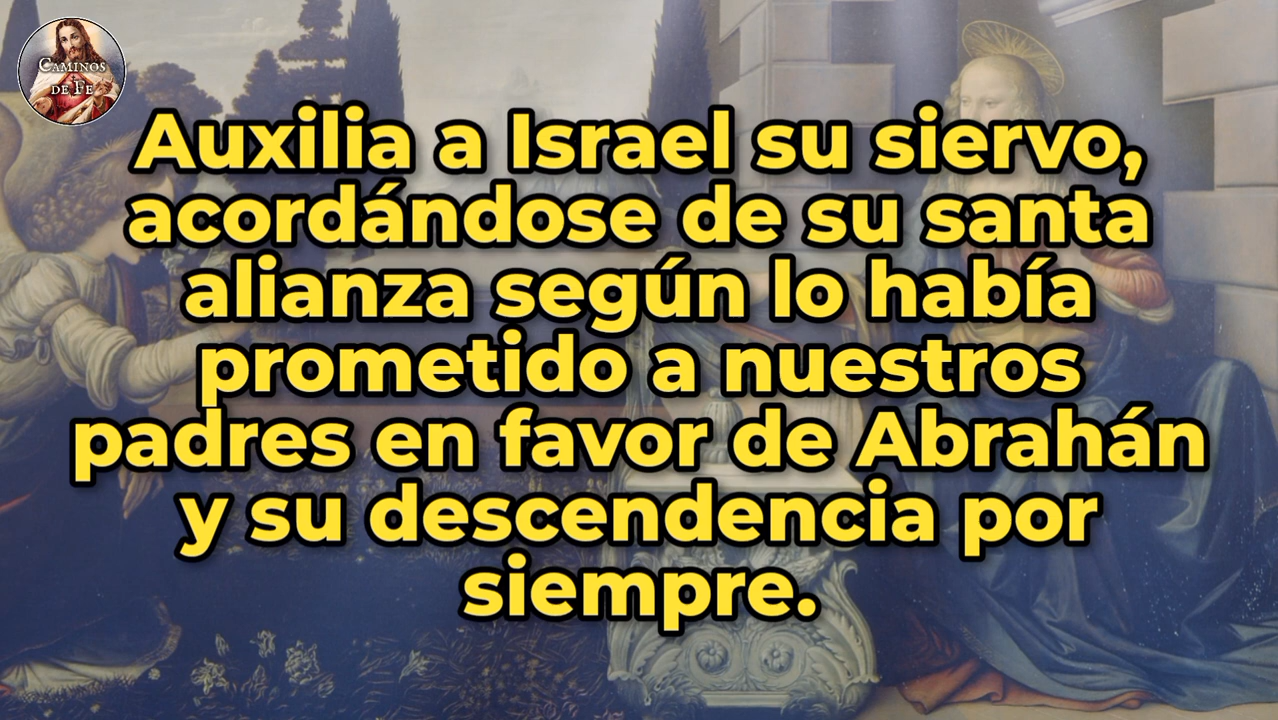 CAMINOS
DE FE
Auxilia a Israel su siervo,
acordándose de su santa
alianza según lo había
prometido a nuestros
padres en favor de Abrahán
y su descendencia por
siempre.